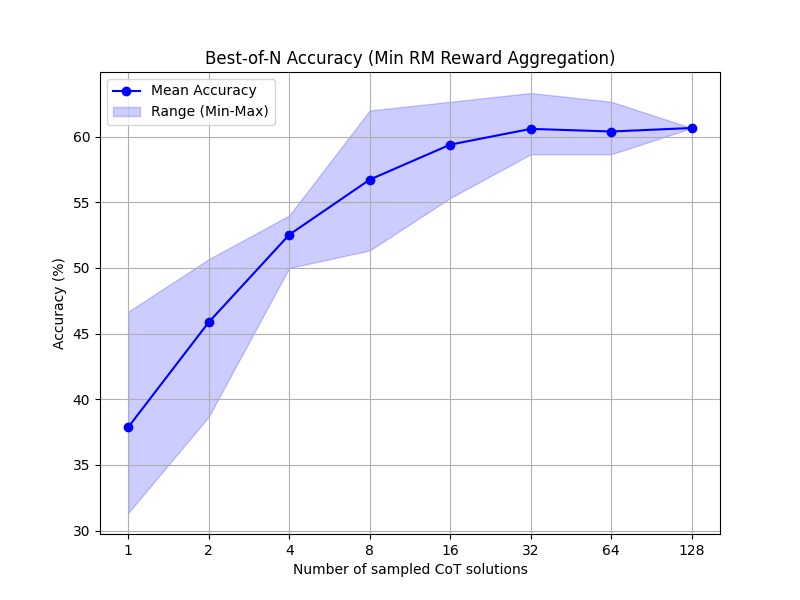 Best-of-N Accuracy (Min RM Reward Aggregation)
Mean Accuracy
Range (Min-Max)
Accuracy (%)
60
55
50
45
40
35
30
1 2 4 8 16 32 64 128
Number of sampled CoT solutions